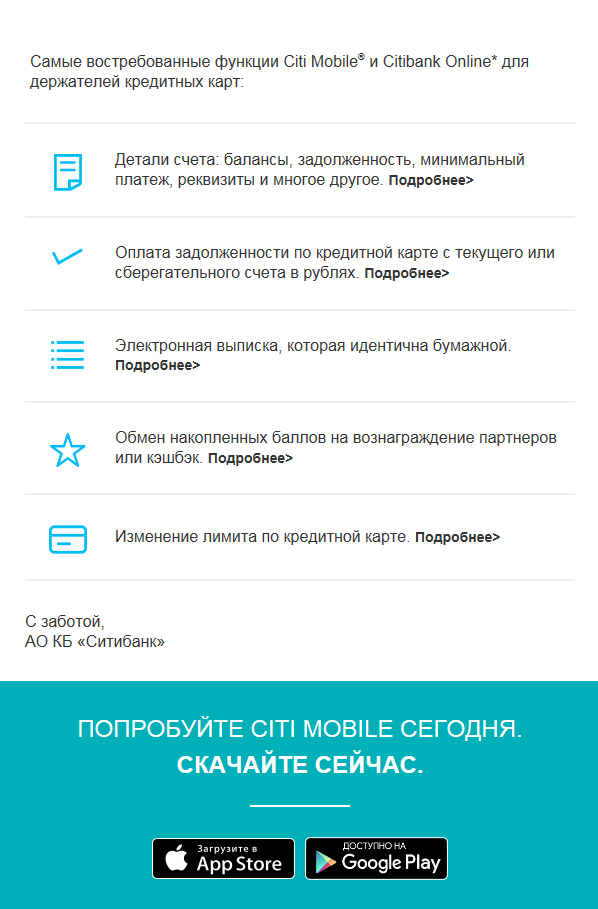 Самые востребованные функции Citi Mobile® и Citibank Online* для
держателей кредитных карт:
Детали счета: балансы, задолженность, минимальный
платеж, реквизиты и многое другое. Подробнее>
Оплата задолженности по кредитной карте с текущего или
сберегательного счета в рублях. Подробнее>
Электронная выписка, которая идентична бумажной.
Подробнее>
Обмен накопленных баллов на вознаграждение партнеров
или кэшбэк. Подробнее>
Изменение лимита по кредитной карте. Подробнее>
С заботой,
АО КБ «Ситибанк»
ПОПРОБУЙТЕ CITI MOBILE СЕГОДНЯ.
СКАЧАЙТЕ СЕЙЧАС.
Загрузите в
App Store
ДОСТУПНО НА
Google Play